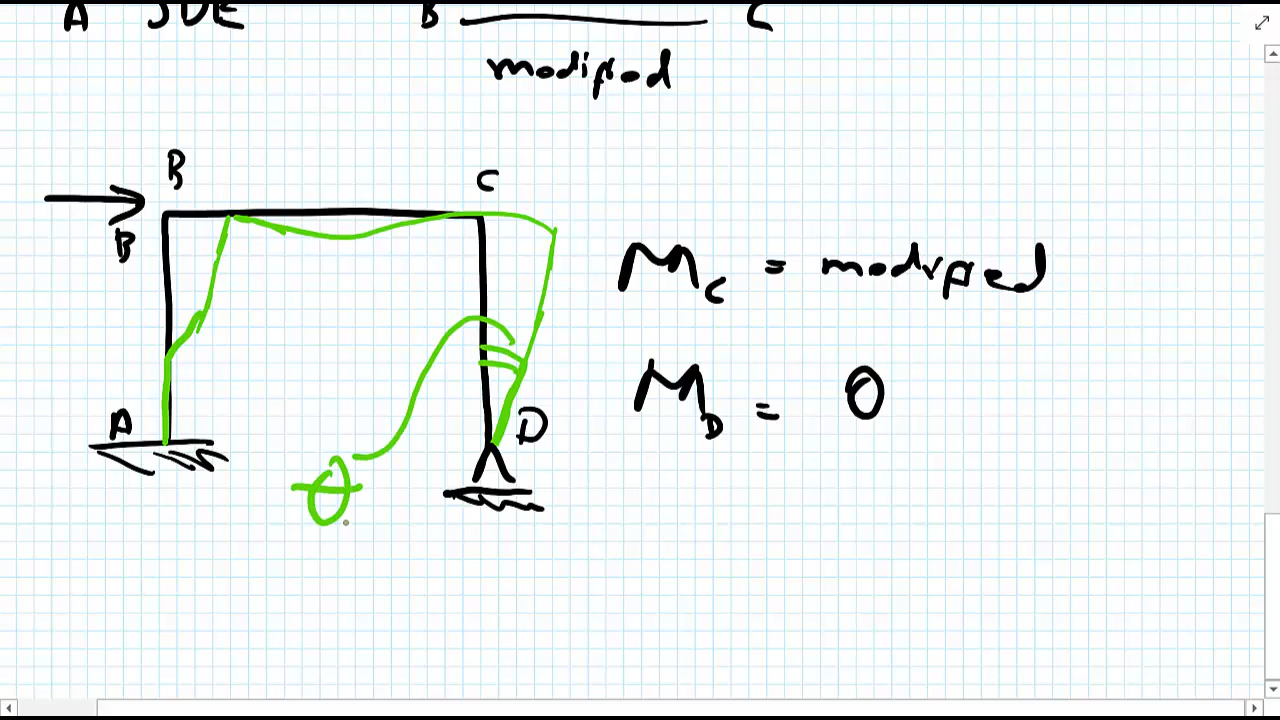 A SDE B C
modified
B
C
B
M_C = modified
M_D = 0
A
D
θ